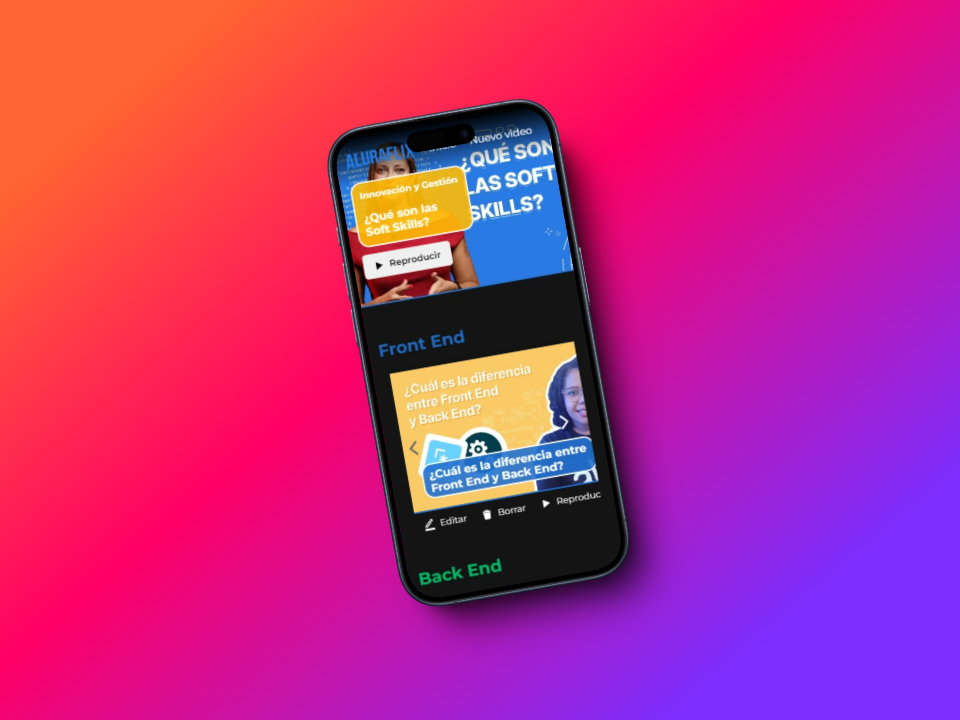 ALURAFLIX
Nuevo video
¿QUÉ SON
LAS SOFT
SKILLS?
Innovación y Gestión
¿Qué son las
Soft Skills?
Reproducir
Front End
¿Cuál es la diferencia
entre Front End
y Back End?
¿Cuál es la diferencia entre
Front End y Back End?
Editar
Borrar
Reproduc
Back End